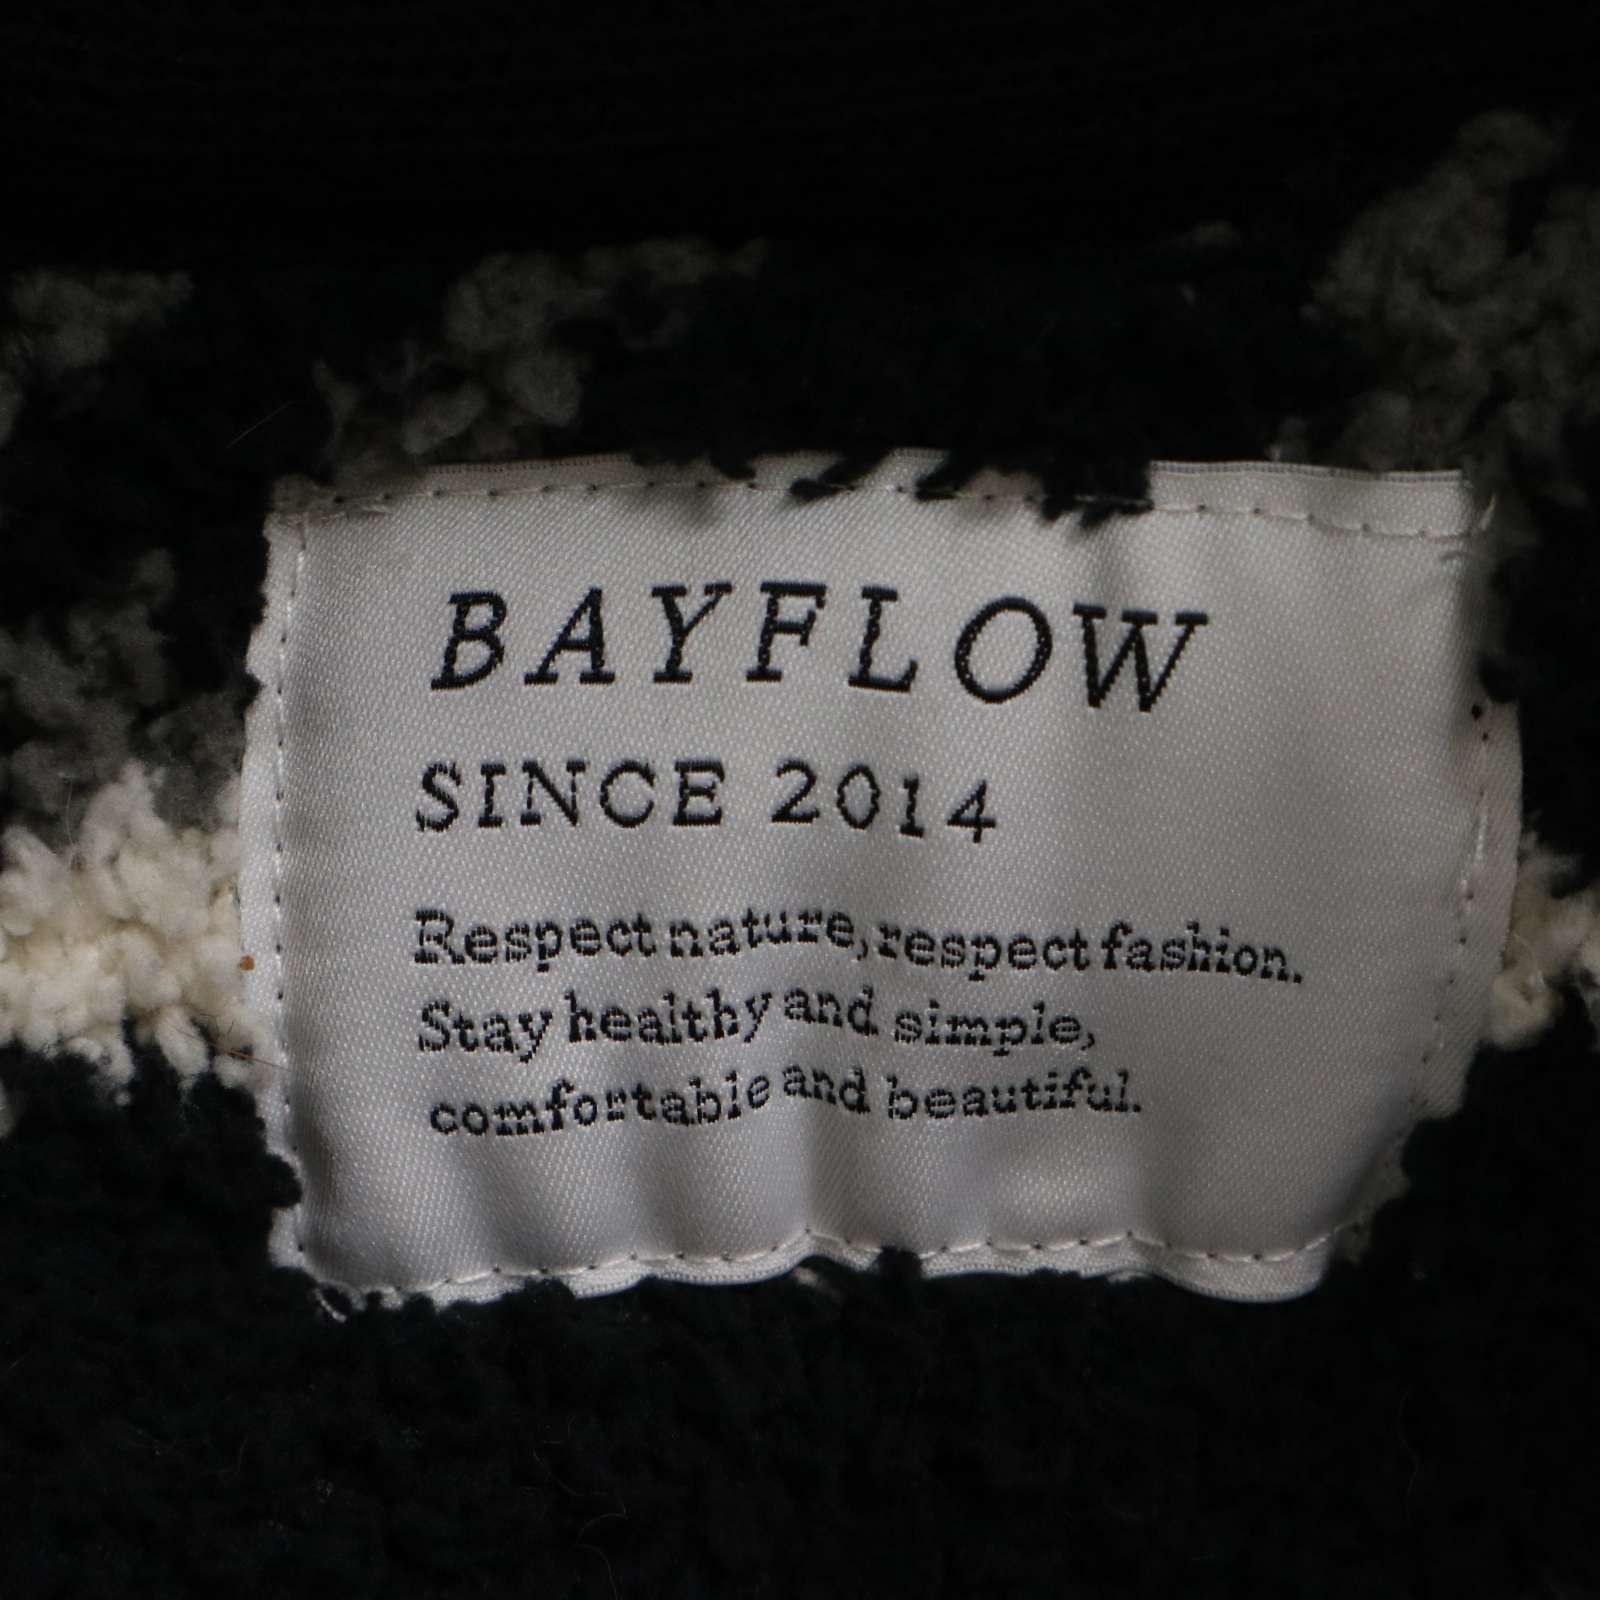 BAYFLOW
SINCE 2014
Respect nature, respect fashion.
Stay healthy and simple,
comfortable and beautiful.